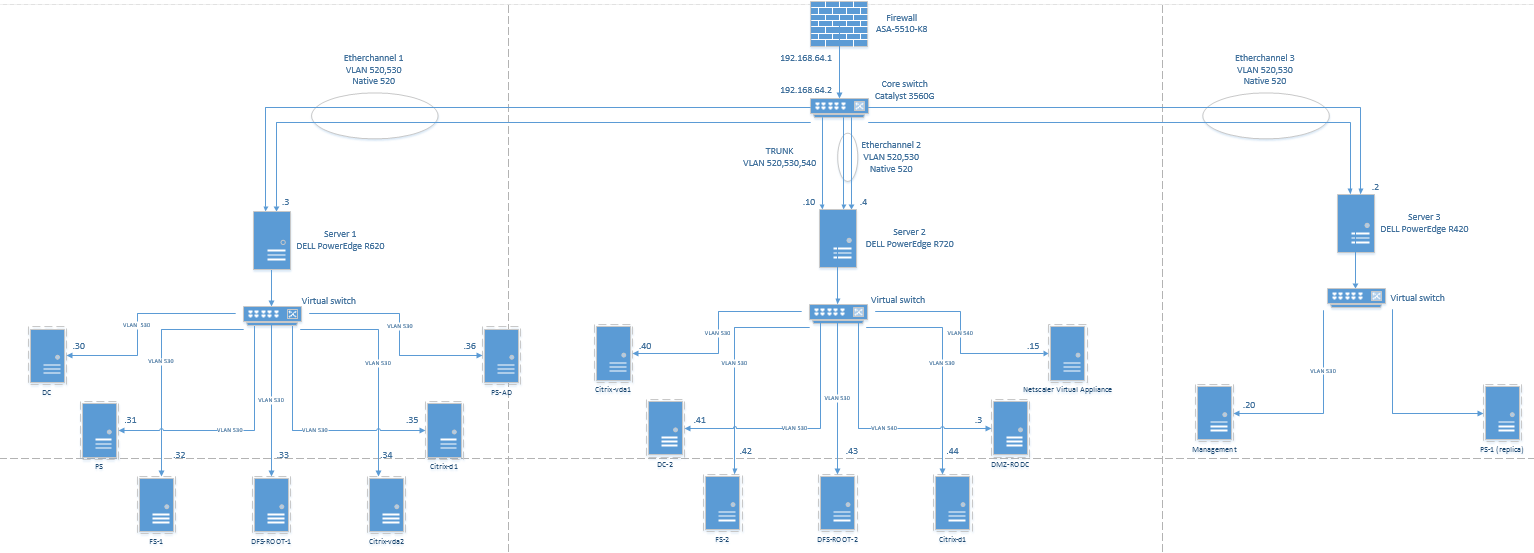 Firewall
ASA-5510-K8
192.168.64.1
192.168.64.2
Core switch
Catalyst 3560G
Etherchannel 1
VLAN 520,530
Native 520
Etherchannel 3
VLAN 520,530
Native 520
TRUNK
VLAN 520,530,540
Etherchannel 2
VLAN 520,530
Native 520
.3
.10
.4
.2
Server 1
DELL PowerEdge R620
Server 2
DELL PowerEdge R720
Server 3
DELL PowerEdge R420
Virtual switch
Virtual switch
Virtual switch
VLAN 530
VLAN 530
VLAN 530
VLAN 530
VLAN 530
VLAN 530
VLAN 530
.30
.36
DC
PS-AD
.31
.35
PS
Citrix-d1
.32
.33
.34
FS-1
DFS-ROOT-1
Citrix-vda2
VLAN 530
VLAN 540
VLAN 530
VLAN 530
VLAN 530
VLAN 530
VLAN 540
.40
.15
Citrix-vda1
Netscaler Virtual Appliance
.41
.3
DC-2
DMZ-RODC
.42
.43
.44
FS-2
DFS-ROOT-2
Citrix-d1
VLAN 530
.20
Management
PS-1 (replica)